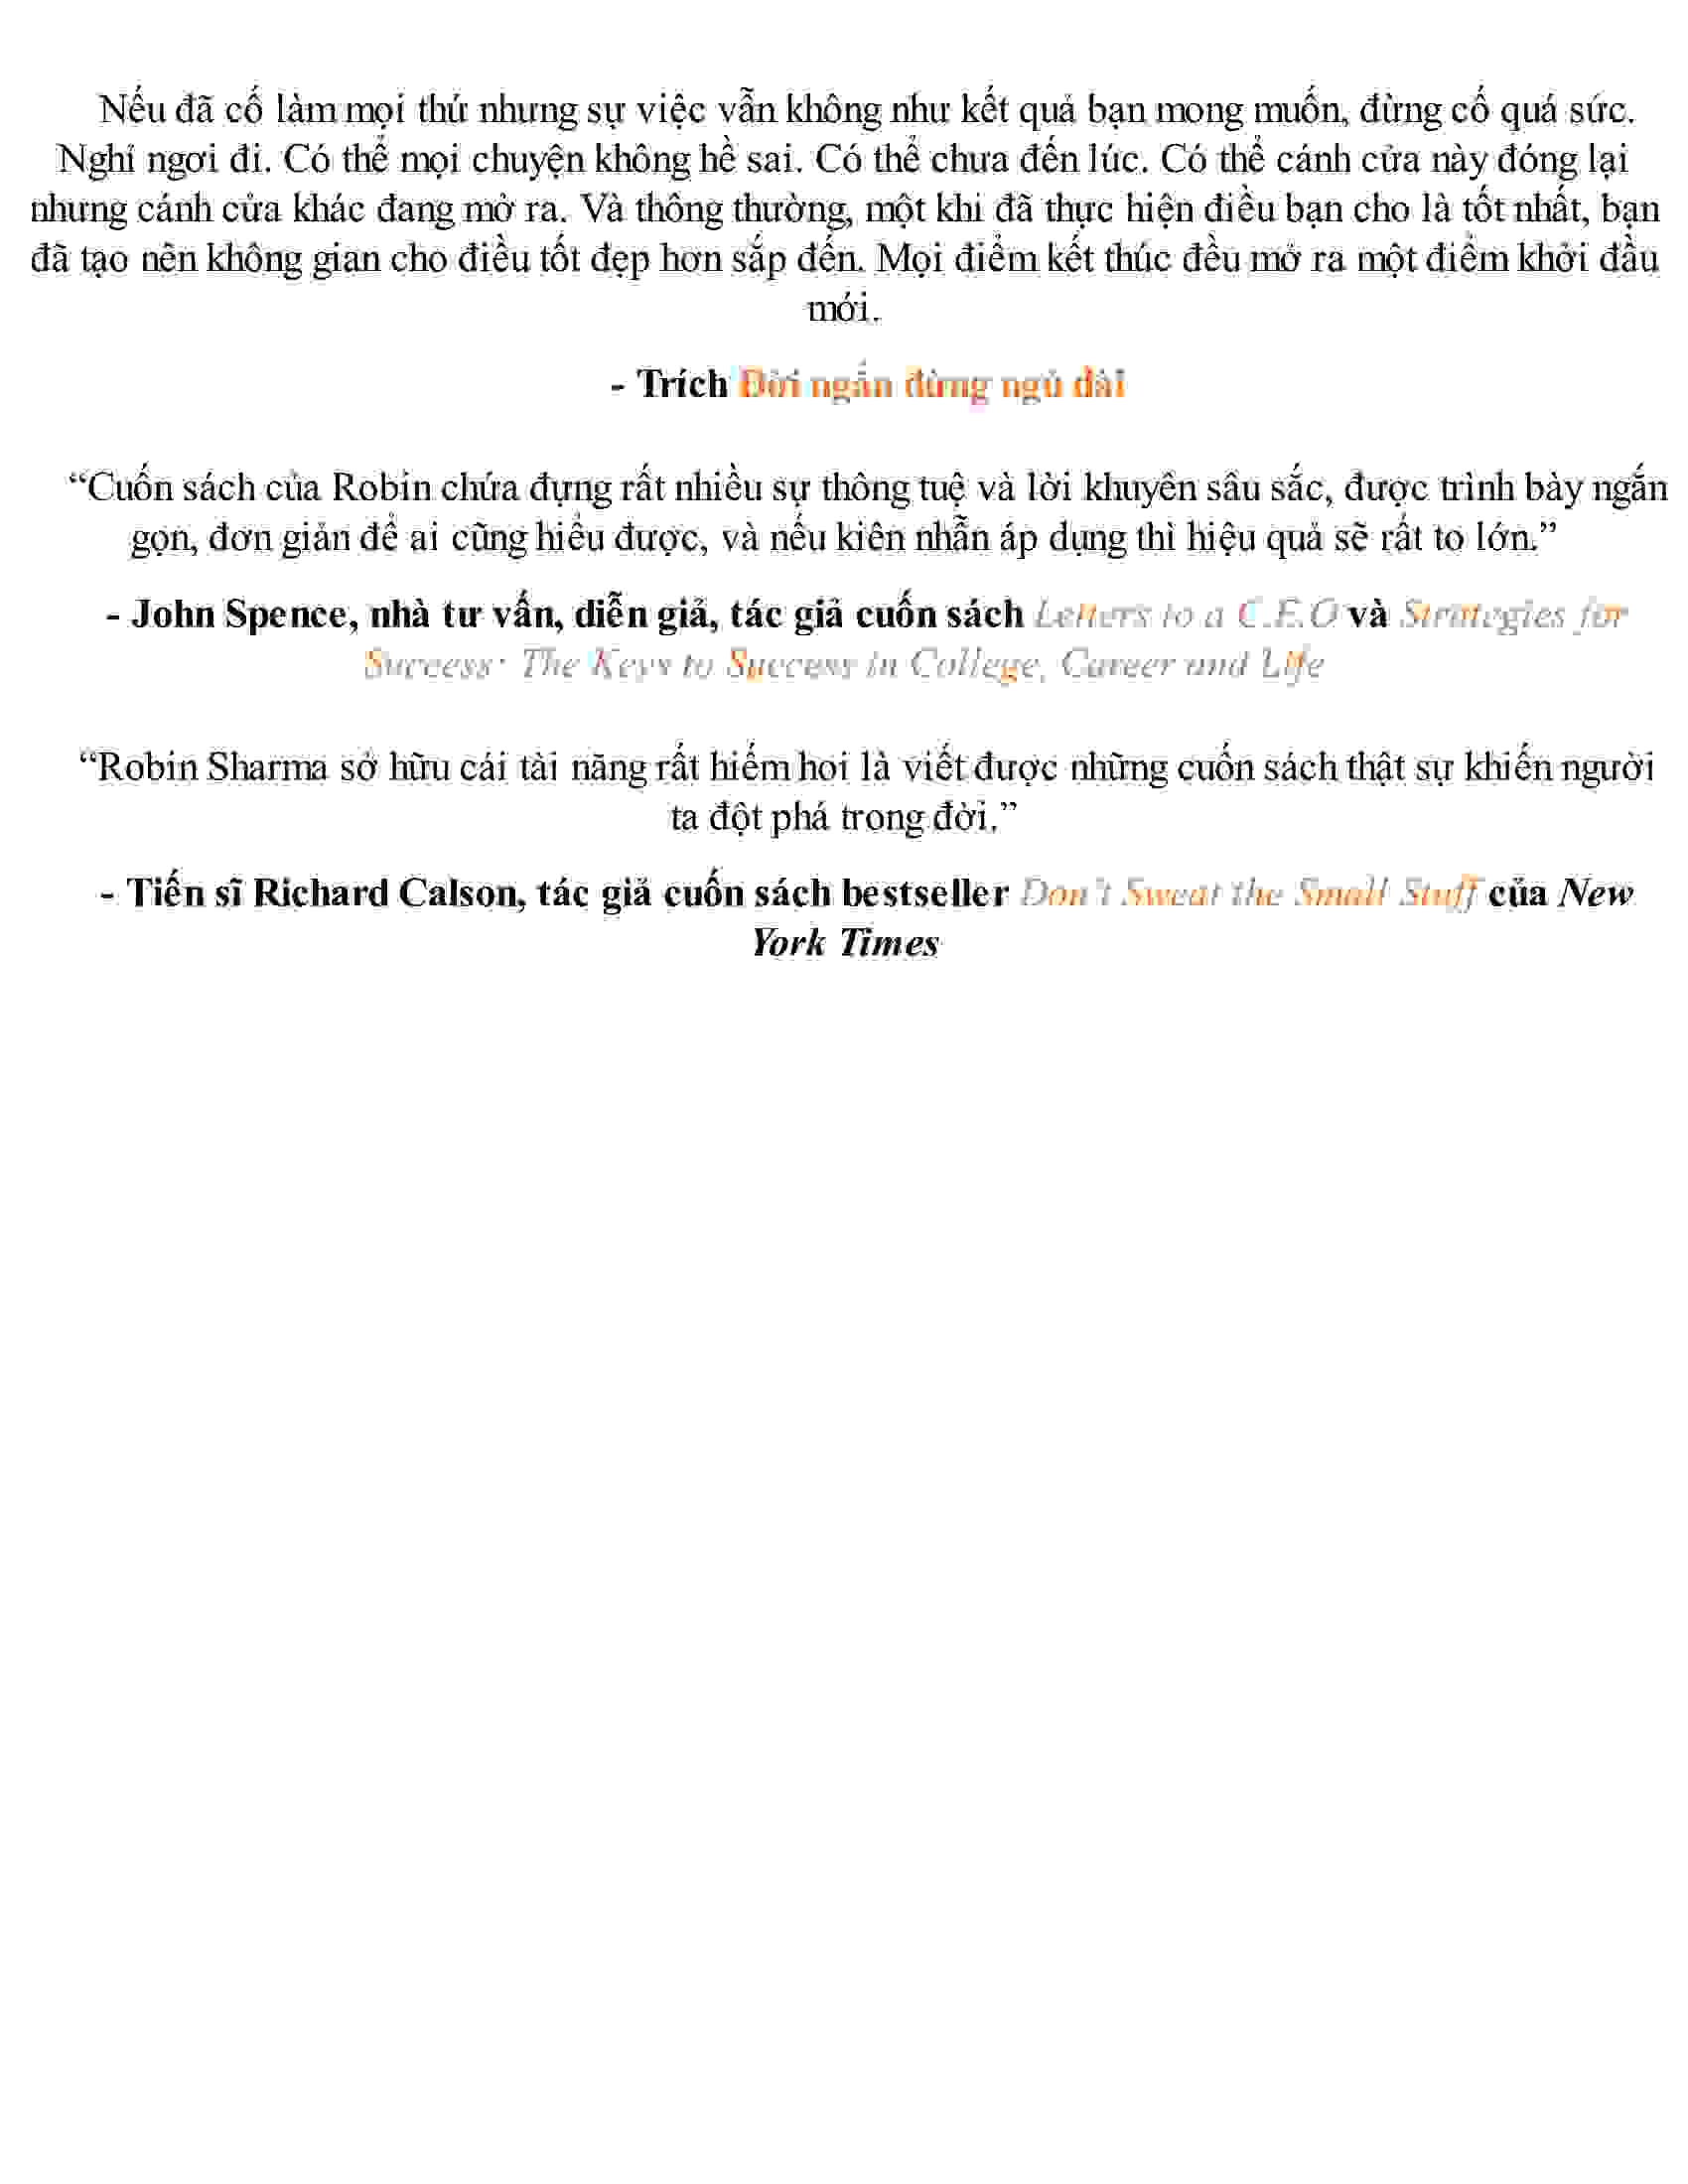 Nếu đã cố làm mọi thứ nhưng sự việc vẫn không như kết quả bạn mong muốn, đừng cố quá sức.
Nghỉ ngơi đi. Có thể mọi chuyện không hề sai. Có thể chưa đến lúc. Có thể cánh cửa này đóng lại
nhưng cánh cửa khác đang mở ra. Và thông thường, một khi đã thực hiện điều bạn cho là tốt nhất, bạn
đã tạo nên không gian cho điều tốt đẹp hơn sắp đến. Mọi điểm kết thúc đều mở ra một điểm khởi đầu
mới.
- Trích Đời ngắn đừng ngủ dài
“Cuốn sách của Robin chứa đựng rất nhiều sự thông tuệ và lời khuyên sâu sắc, được trình bày ngắn
gọn, đơn giản để ai cũng hiểu được, và nếu kiên nhẫn áp dụng thì hiệu quả sẽ rất to lớn.”
- John Spence, nhà tư vấn, diễn giả, tác giả cuốn sách Letters to a C.E.O và Strategies for
Success: The Keys to Success in College, Career and Life
“Robin Sharma sở hữu cái tài năng rất hiếm hoi là viết được những cuốn sách thật sự khiến người
ta đột phá trong đời.”
- Tiến sĩ Richard Calson, tác giả cuốn sách bestseller Don't Sweat the Small Stuff của New
York Times